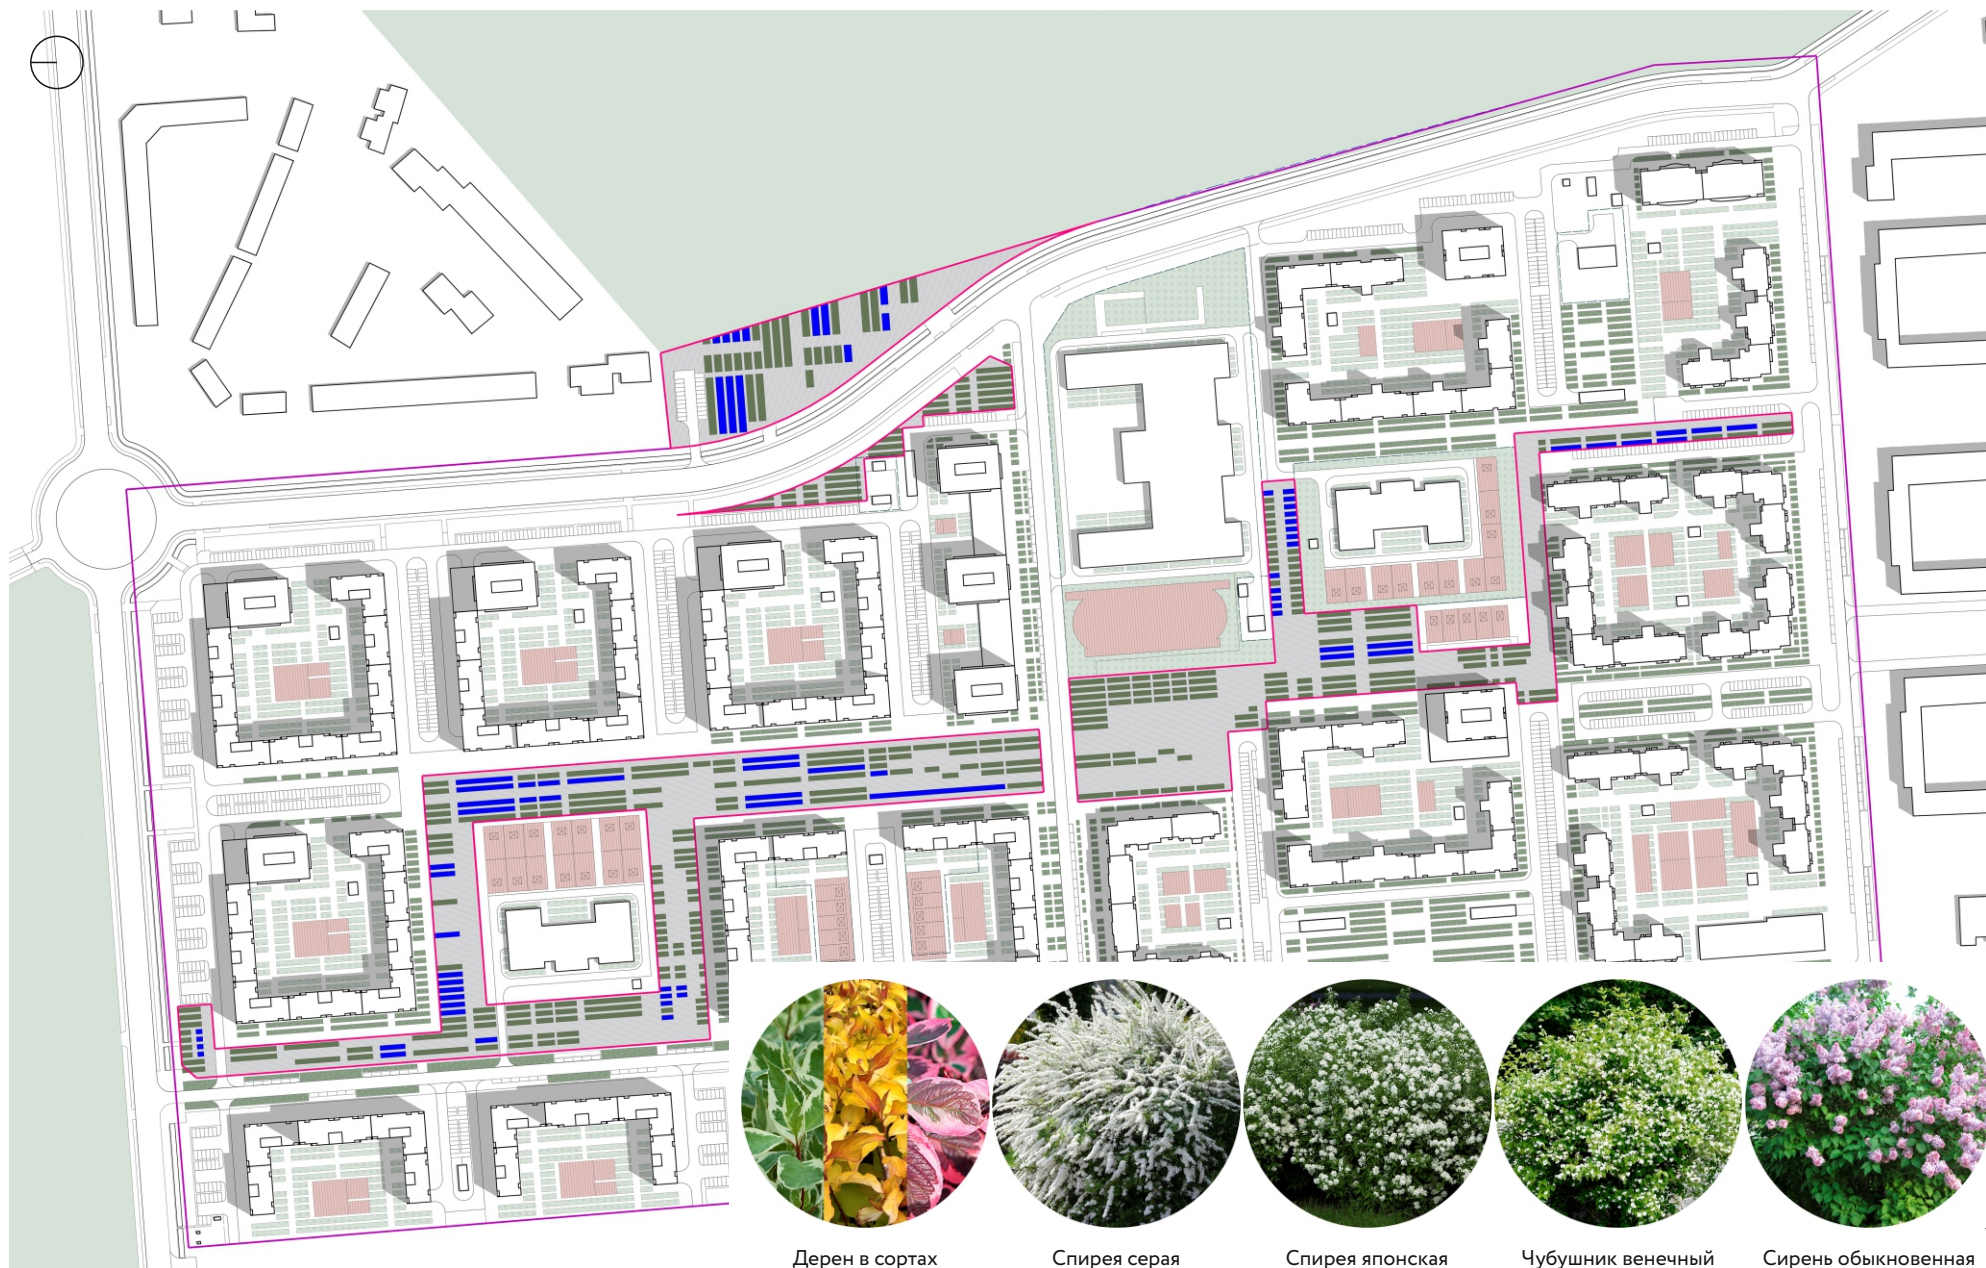 Дерен в сортах
Спирея серая
Спирея японская
Чубушник венечный
Сирень обыкновенная